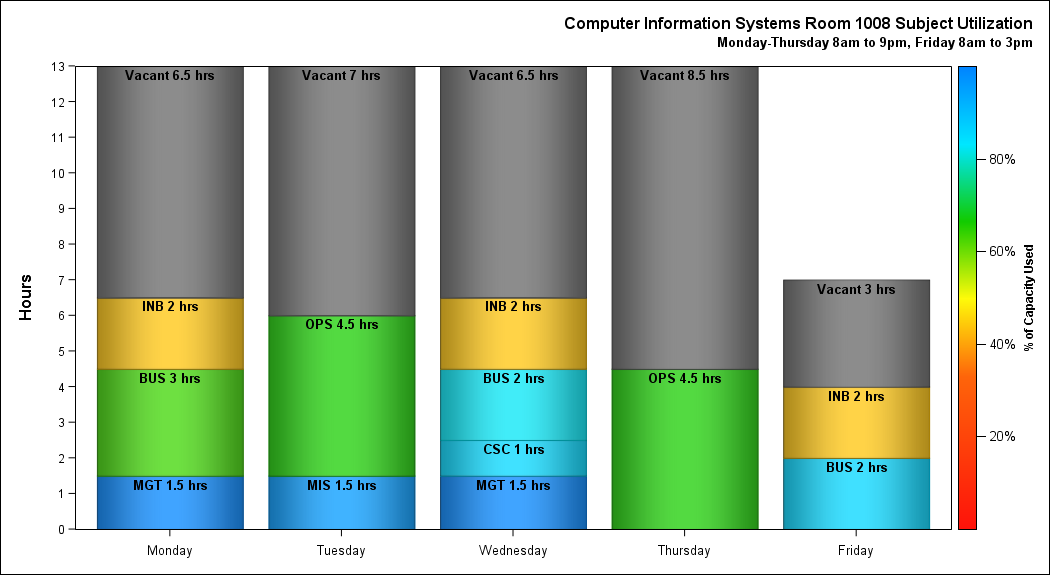 Computer Information Systems Room 1008 Subject Utilization
Monday-Thursday 8am to 9pm, Friday 8am to 3pm
Hours
13
12
11
10
9
8
7
6
5
4
3
2
1
0
Vacant 6.5 hrs
INB 2 hrs
BUS 3 hrs
MGT 1.5 hrs
Vacant 7 hrs
OPS 4.5 hrs
MIS 1.5 hrs
Vacant 6.5 hrs
INB 2 hrs
BUS 2 hrs
CSC 1 hrs
MGT 1.5 hrs
Vacant 8.5 hrs
OPS 4.5 hrs
Vacant 3 hrs
INB 2 hrs
BUS 2 hrs
Monday
Tuesday
Wednesday
Thursday
Friday
80%
60%
40%
20%
% of Capacity Used